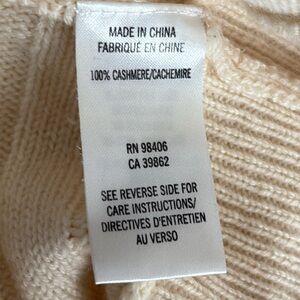 MADE IN CHINA
FABRIQUÉ EN CHINE
100% CASHMERE/CACHEMIRE
RN 98406
CA 39862
SEE REVERSE SIDE FOR
CARE INSTRUCTIONS/
DIRECTIVES D'ENTRETIEN
AU VERSO